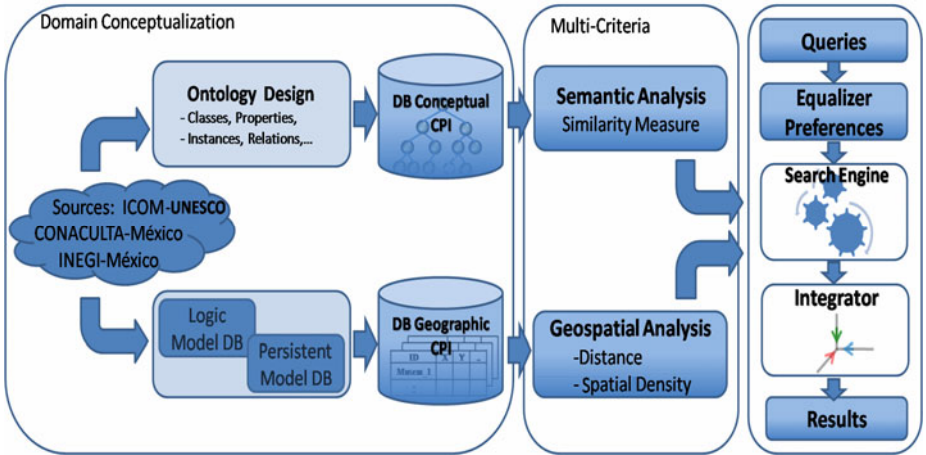 Domain Conceptualization
Ontology Design
- Classes, Properties,
- Instances, Relations,...
DB Conceptual
CPI
Sources: ICOM-UNESCO
CONACULTA-México
INEGI-México
Logic
Model DB
Persistent
Model DB
DB Geographic
CPI
ID X Y
Museum_1
Multi-Criteria
Semantic Analysis
Similarity Measure
Geospatial Analysis
-Distance
- Spatial Density
Queries
Equalizer
Preferences
Search Engine
Integrator
Results